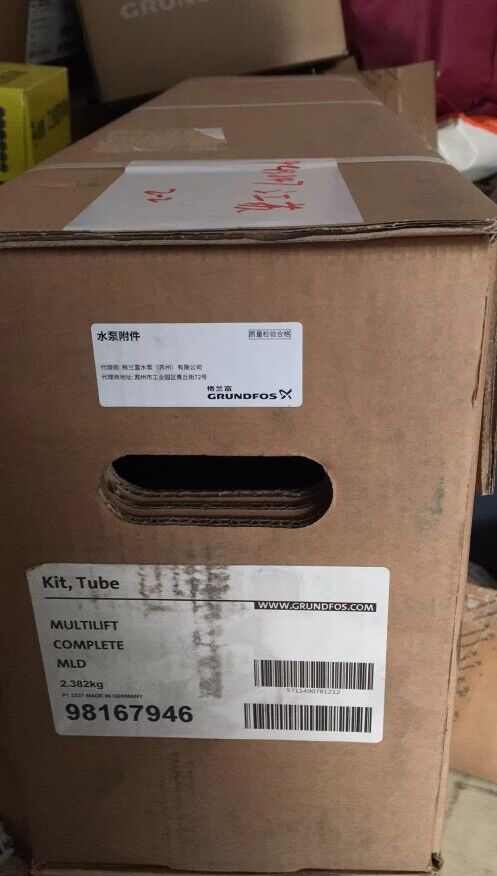 GRUN
水泵附件
质量检验合格
代理商: 格兰富水泵（苏州）有限公司
代理商地址: 苏州市工业园区青丘街72号
格兰富
GRUNDFOS
Kit, Tube
WWW.GRUNDFOS.COM
MULTILIFT
COMPLETE
MLD
2.382kg
5711490781212
P1 2227 MADE IN GERMANY
98167946